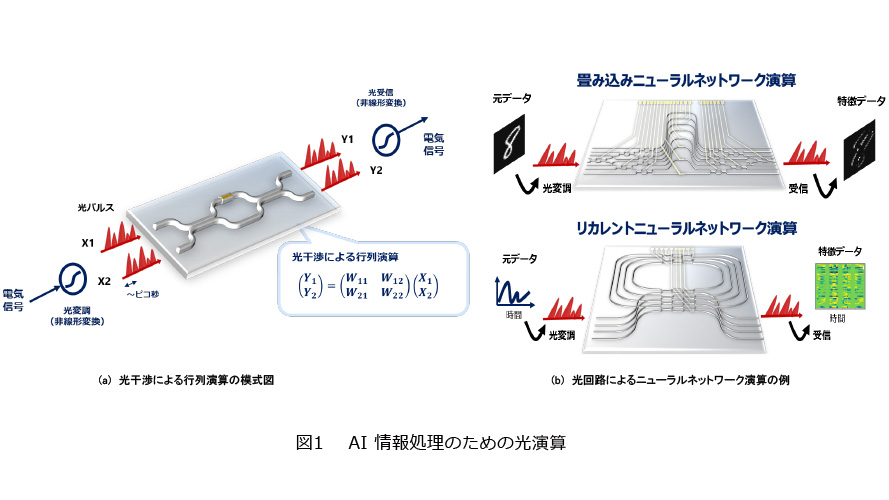 光受信
(非線形変換)
電気
信号
Y1
Y2
光パルス
X1
X2
～ピコ秒
電気
信号
光変調
(非線形変換)
光干渉による行列演算
(Y₁ Y₂) = (W₁₁ W₁₂ W₂₁ W₂₂)(X₁ X₂)
(a) 光干渉による行列演算の模式図
畳み込みニューラルネットワーク演算
元データ
特徴データ
光変調
受信
リカレントニューラルネットワーク演算
元データ
特徴データ
時間
光変調
受信
時間
(b) 光回路によるニューラルネットワーク演算の例
図1 AI 情報処理のための光演算